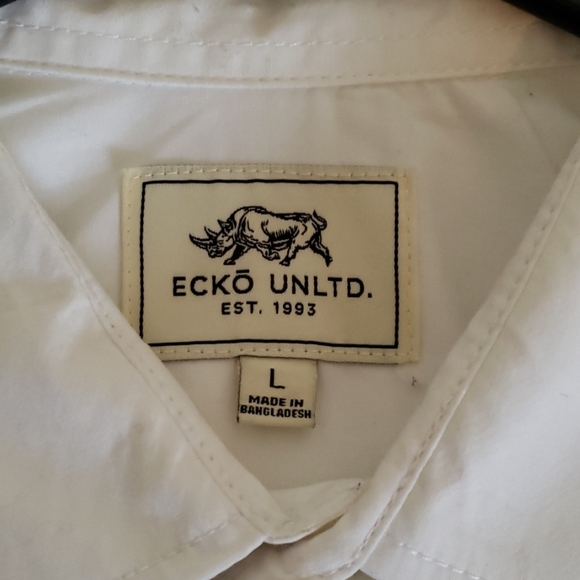 ECKŌ UNLTD.
EST. 1993
L
MADE IN
BANGLADESH